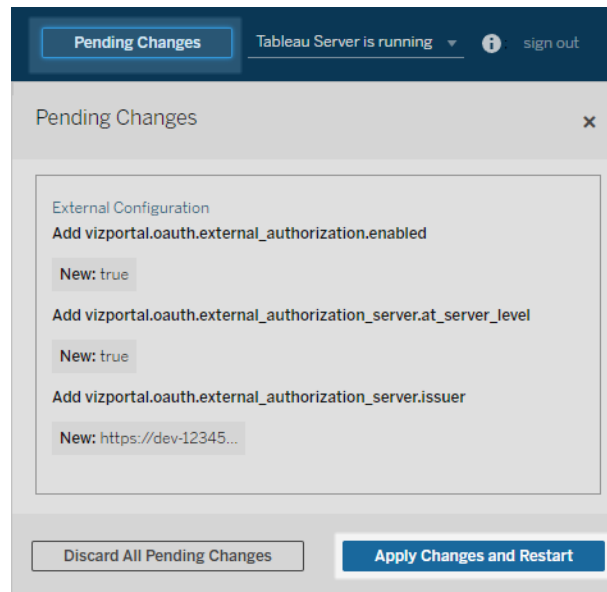 Pending Changes
Tableau Server is running
sign out
Pending Changes
External Configuration
Add vizportal.oauth.external_authorization.enabled
New: true
Add vizportal.oauth.external_authorization_server.at_server_level
New: true
Add vizportal.oauth.external_authorization_server.issuer
New: https://dev-12345...
Discard All Pending Changes
Apply Changes and Restart